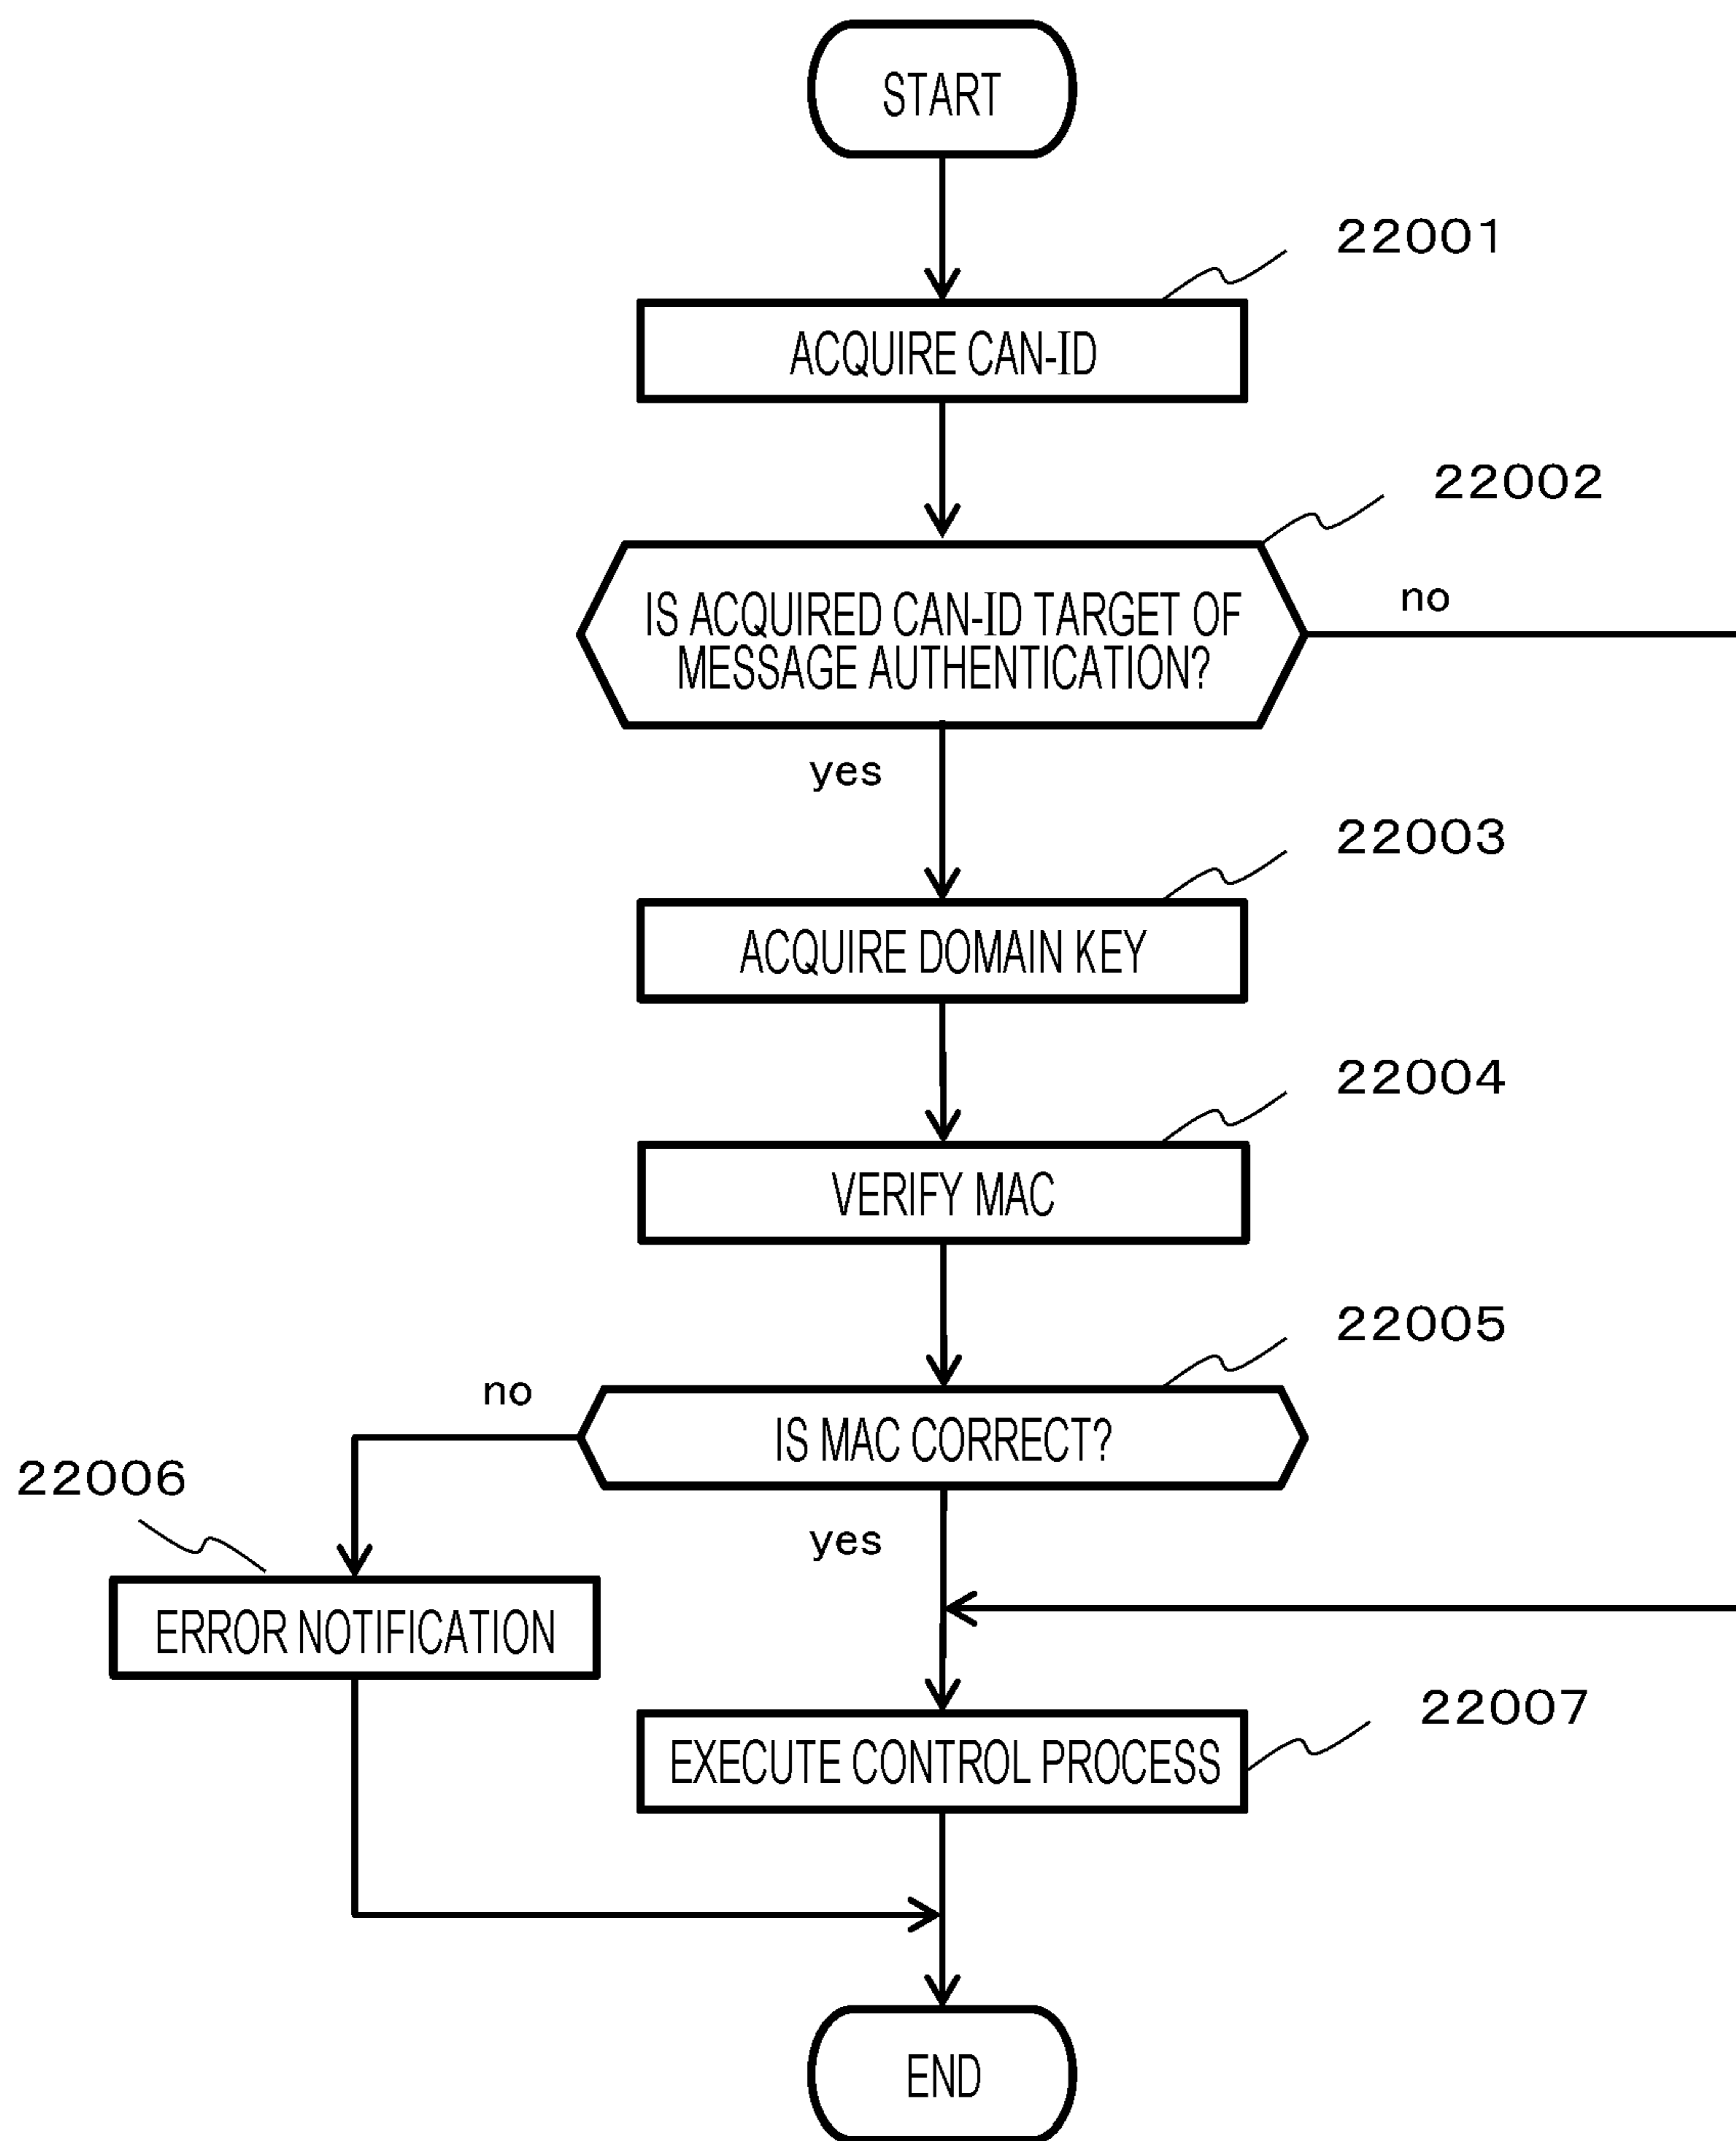 START
22001
ACQUIRE CAN-ID
22002
IS ACQUIRED CAN-ID TARGET OF
MESSAGE AUTHENTICATION?
no
yes
22003
ACQUIRE DOMAIN KEY
22004
VERIFY MAC
22005
no
IS MAC CORRECT?
22006
yes
ERROR NOTIFICATION
22007
EXECUTE CONTROL PROCESS
END